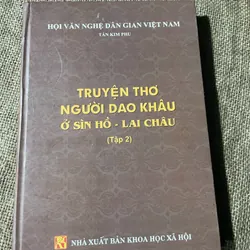 HỘI VĂN NGHỆ DÂN GIAN VIỆT NAM
TẨN KIM PHU
TRUYỆN THƠ
NGƯỜI DAO KHÂU
Ở SÌN HỒ - LAI CHÂU
(Tập 2)
NHÀ XUẤT BẢN KHOA HỌC XÃ HỘI